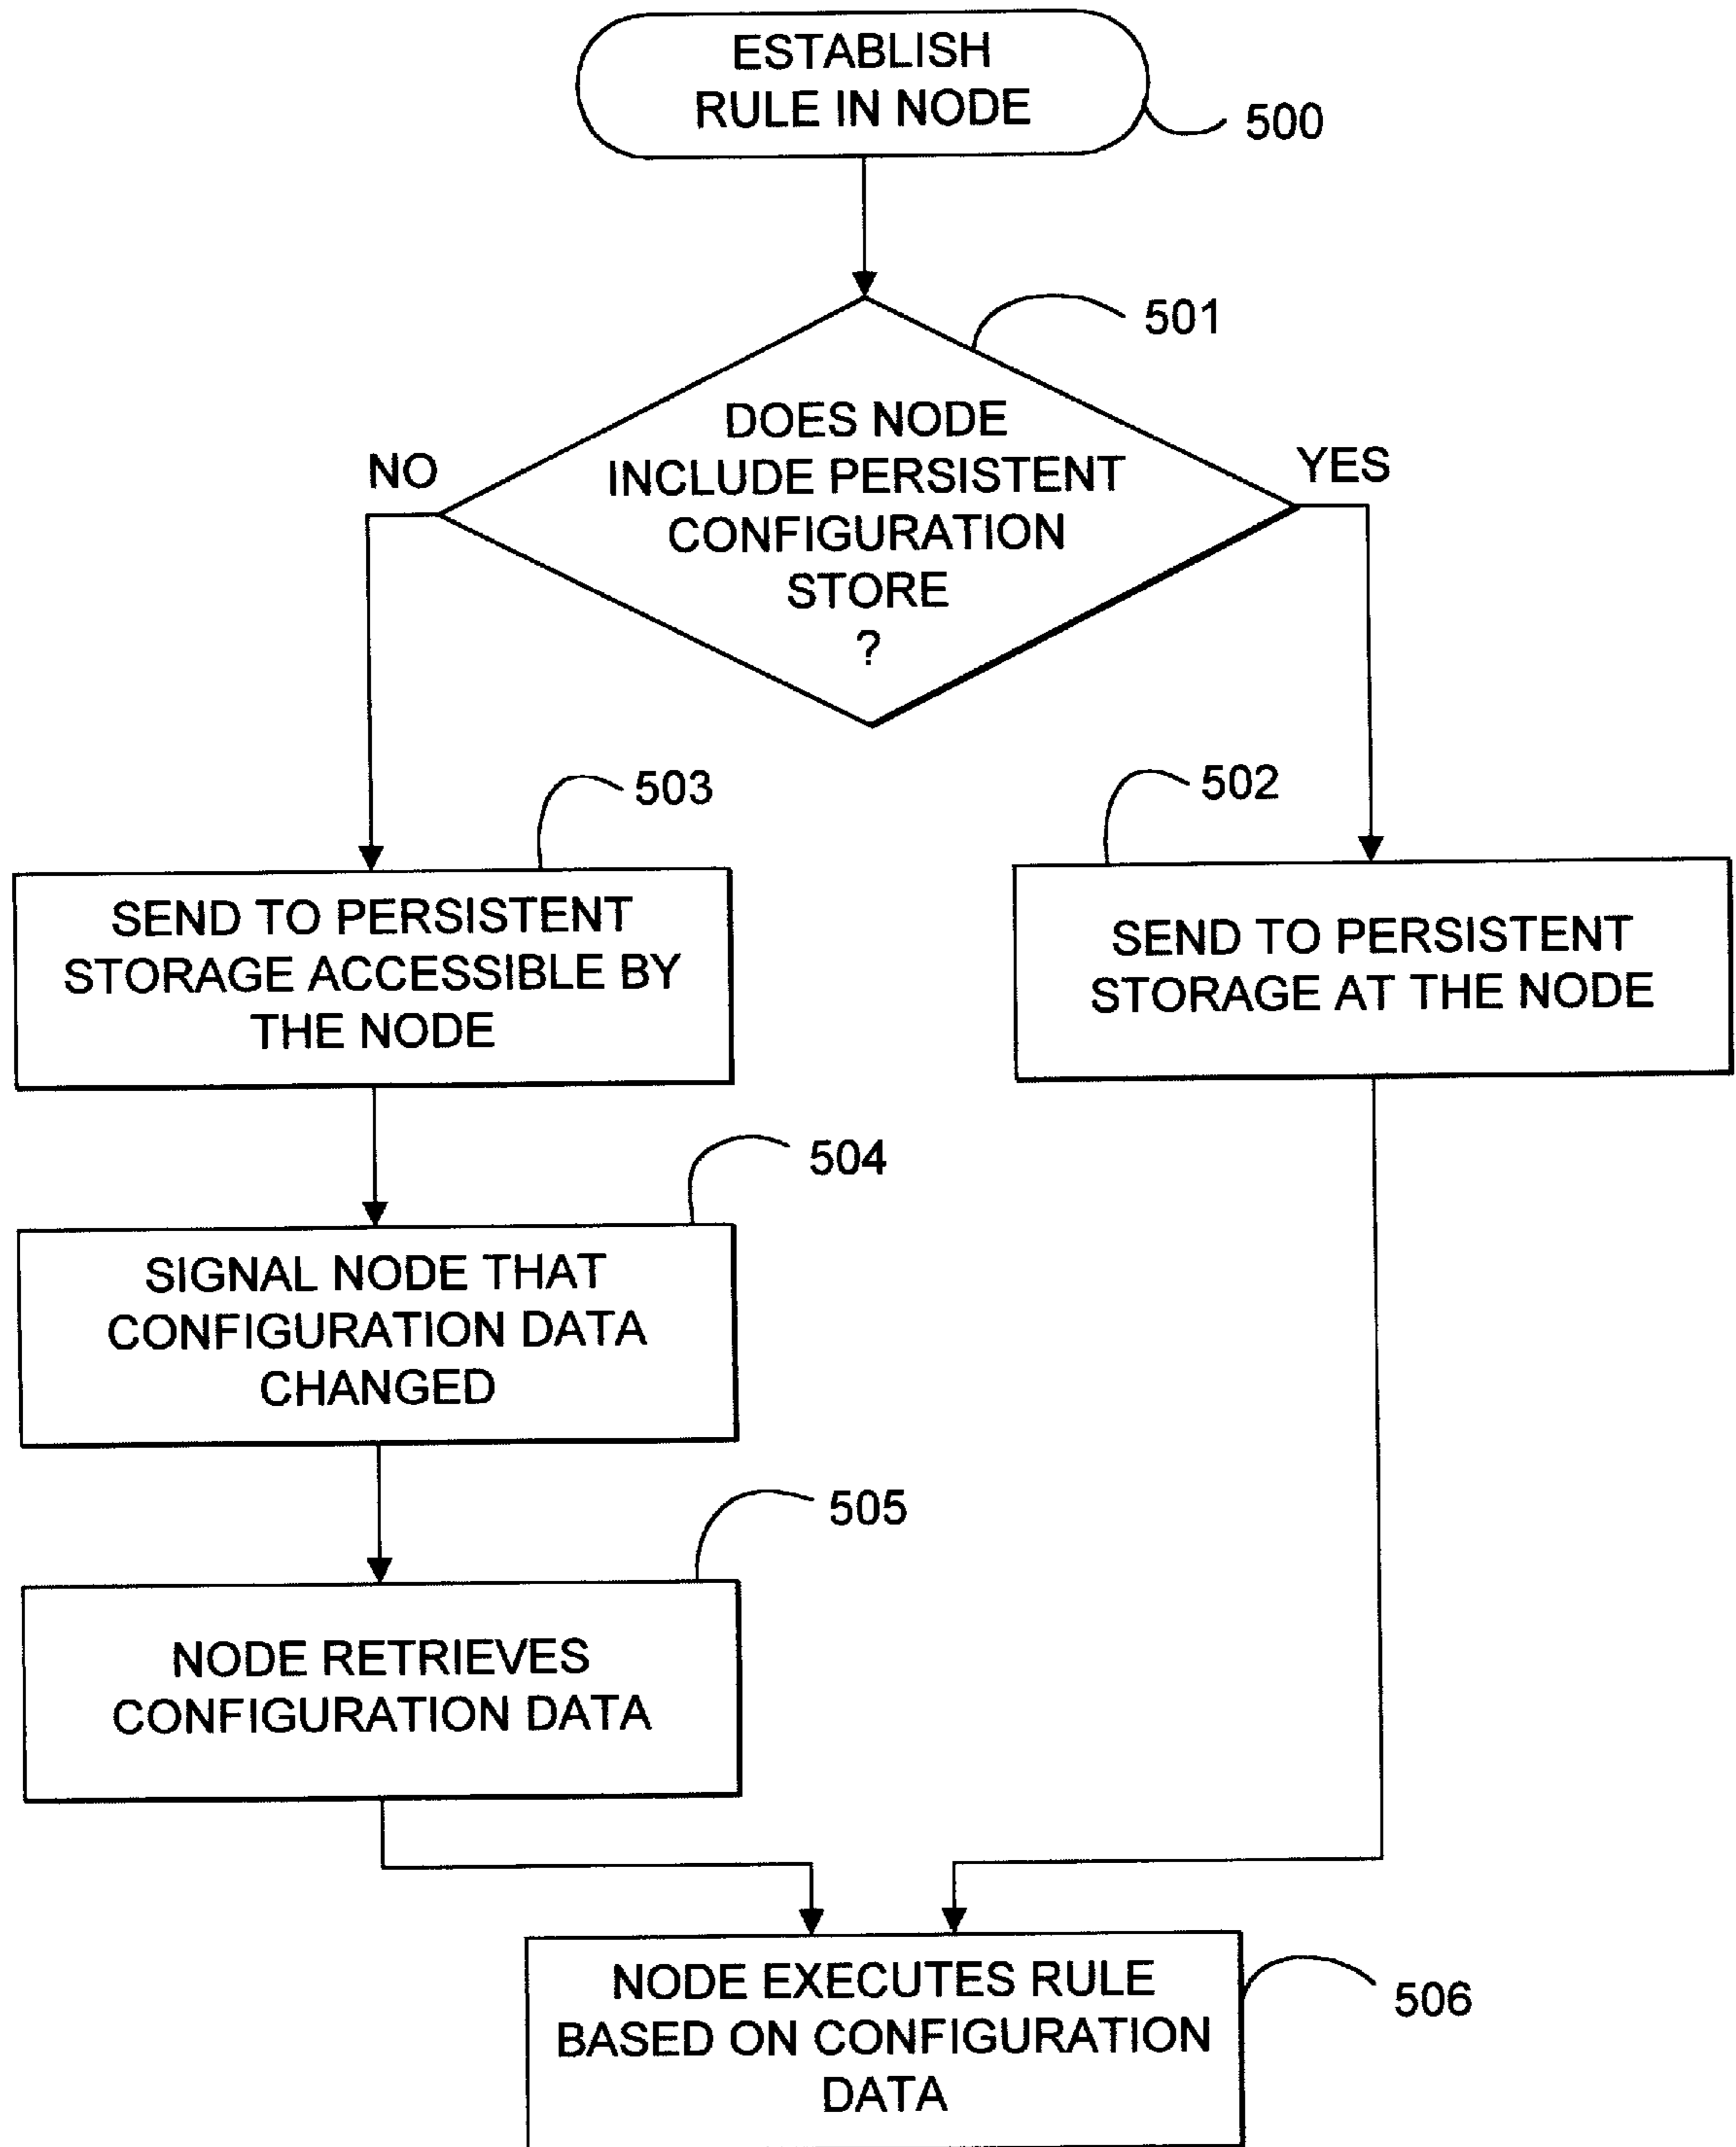 ESTABLISH
RULE IN NODE
500
501
DOES NODE
INCLUDE PERSISTENT
CONFIGURATION
STORE
?
NO
YES
503
502
SEND TO PERSISTENT
STORAGE ACCESSIBLE BY
THE NODE
SEND TO PERSISTENT
STORAGE AT THE NODE
504
SIGNAL NODE THAT
CONFIGURATION DATA
CHANGED
505
NODE RETRIEVES
CONFIGURATION DATA
NODE EXECUTES RULE
BASED ON CONFIGURATION
DATA
506